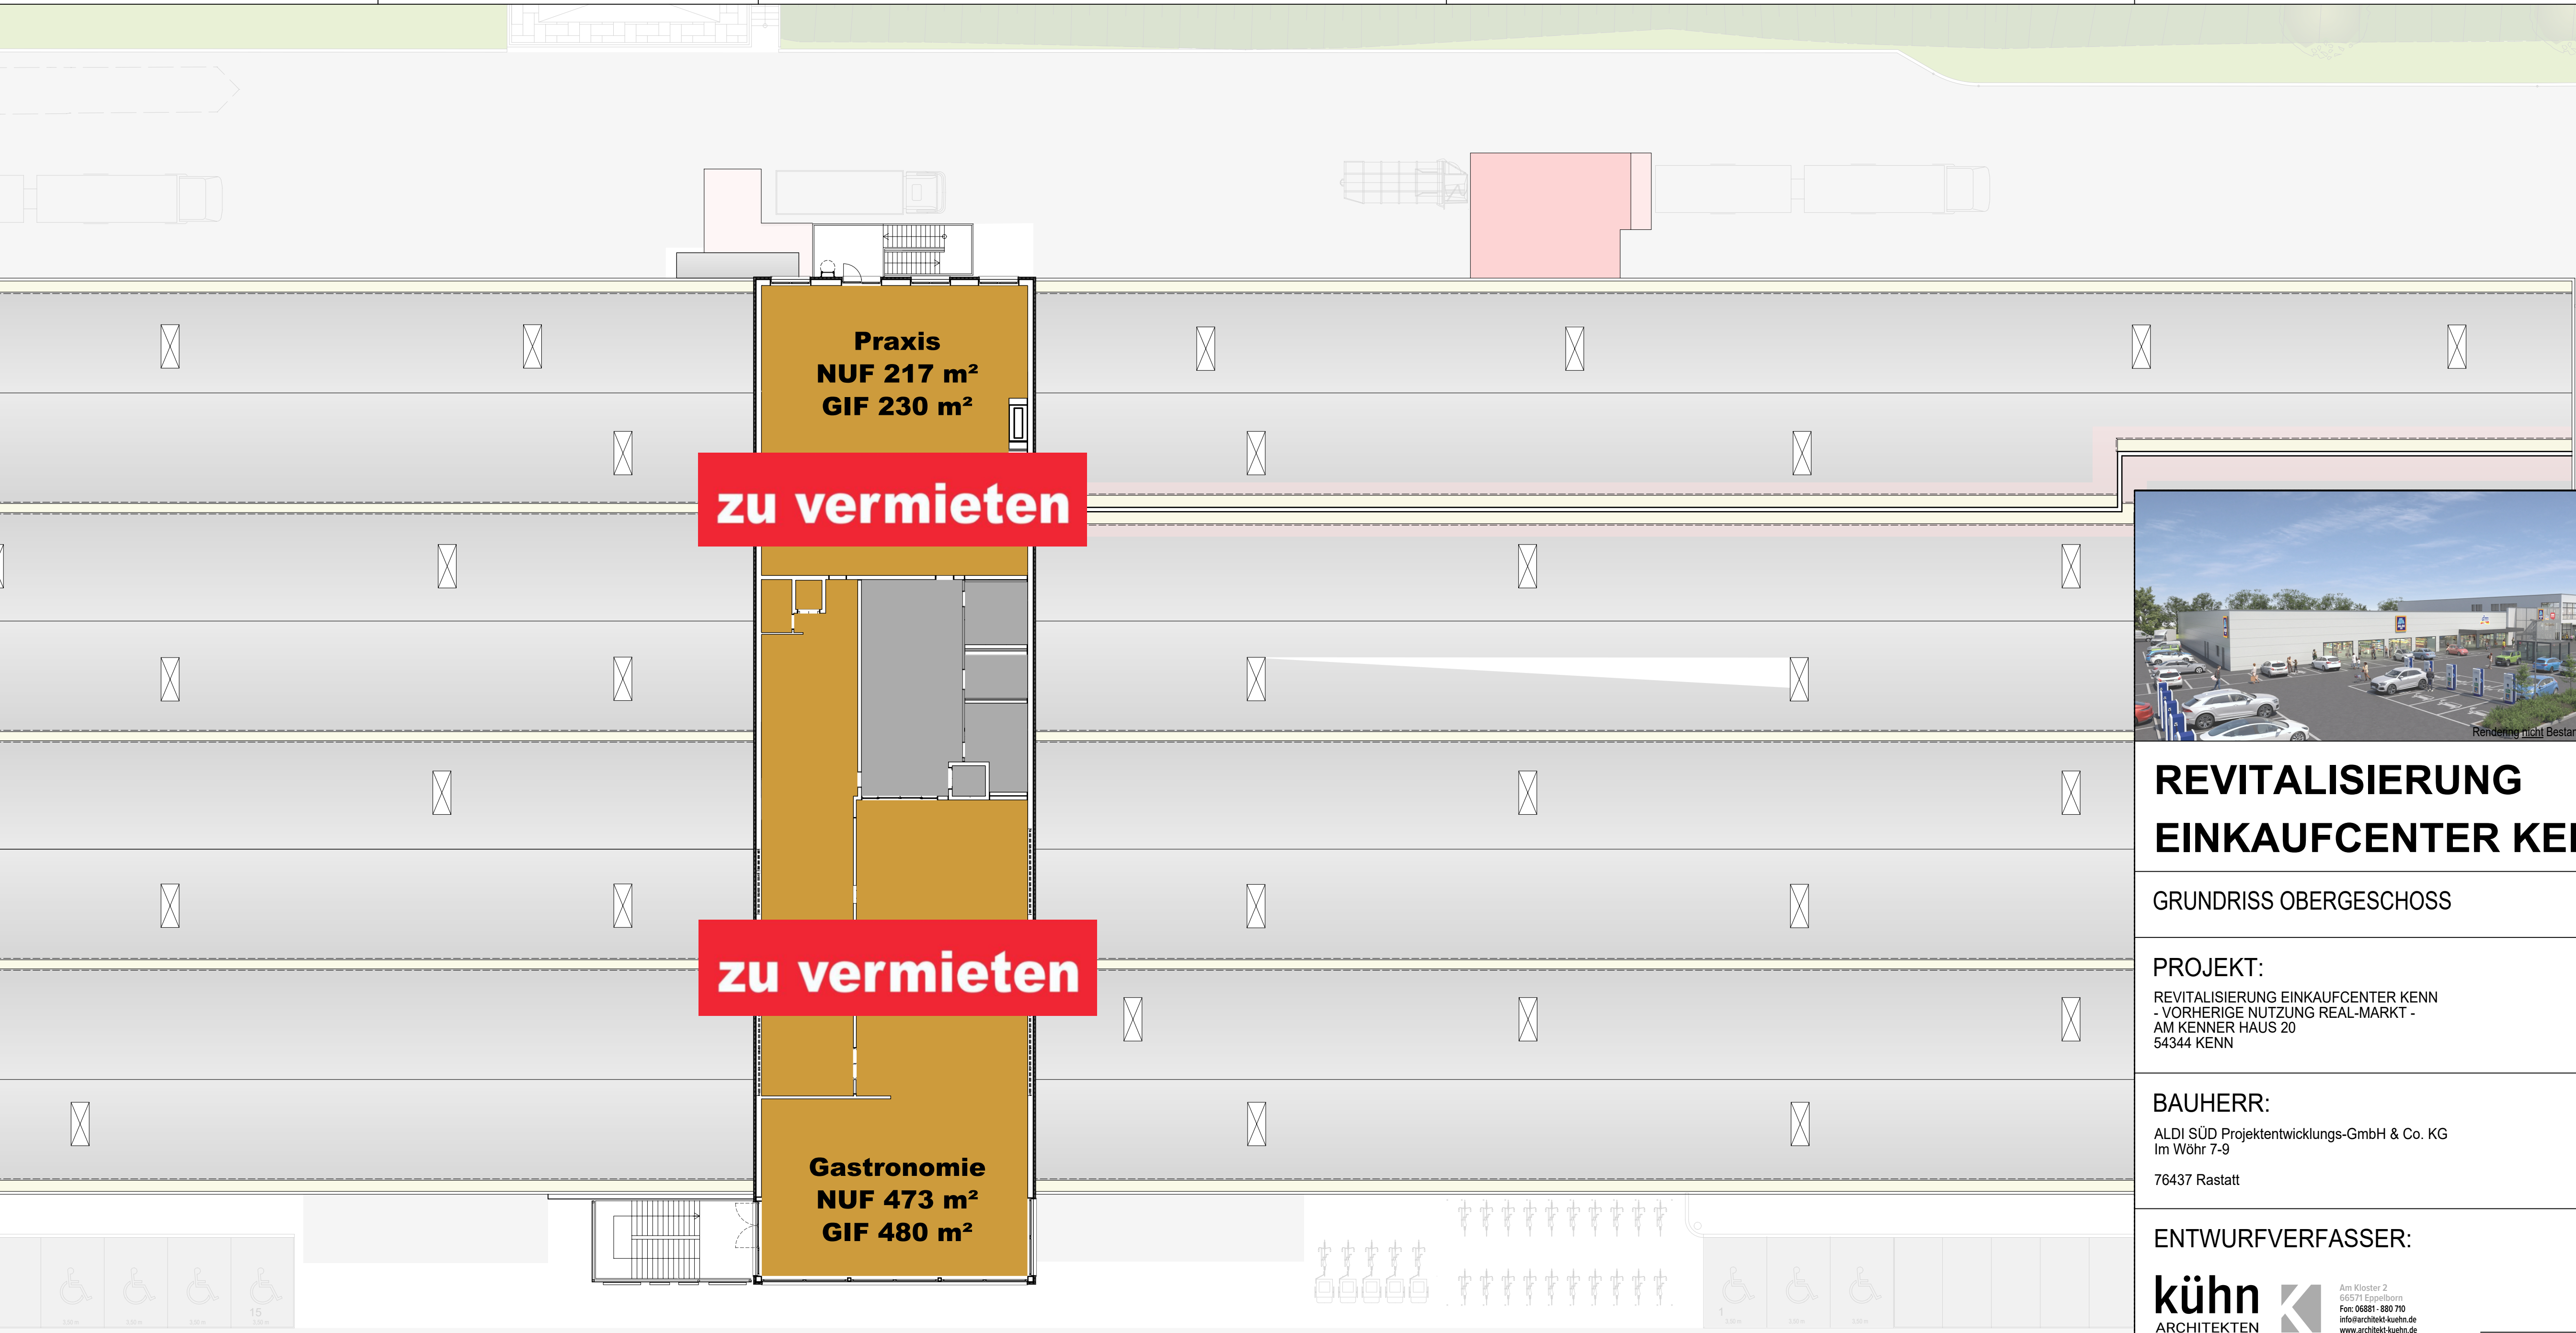 Praxis
NUF 217 m²
GIF 230 m²
zu vermieten
zu vermieten
Gastronomie
NUF 473 m²
GIF 480 m²
15
1
Rendering nicht Bestan
REVITALISIERUNG
EINKAUFCENTER KE
GRUNDRISS OBERGESCHOSS
PROJEKT:
REVITALISIERUNG EINKAUFCENTER KENN
- VORHERIGE NUTZUNG REAL-MARKT -
AM KENNER HAUS 20
54344 KENN
BAUHERR:
ALDI SÜD Projektentwicklungs-GmbH & Co. KG
Im Wöhr 7-9
76437 Rastatt
ENTWURFVERFASSER:
kühn
ARCHITEKTEN
Am Kloster 2
66571 Eppelborn
Fon: 06881 - 880 710
info@architekt-kuehn.de
www.architekt-kuehn.de